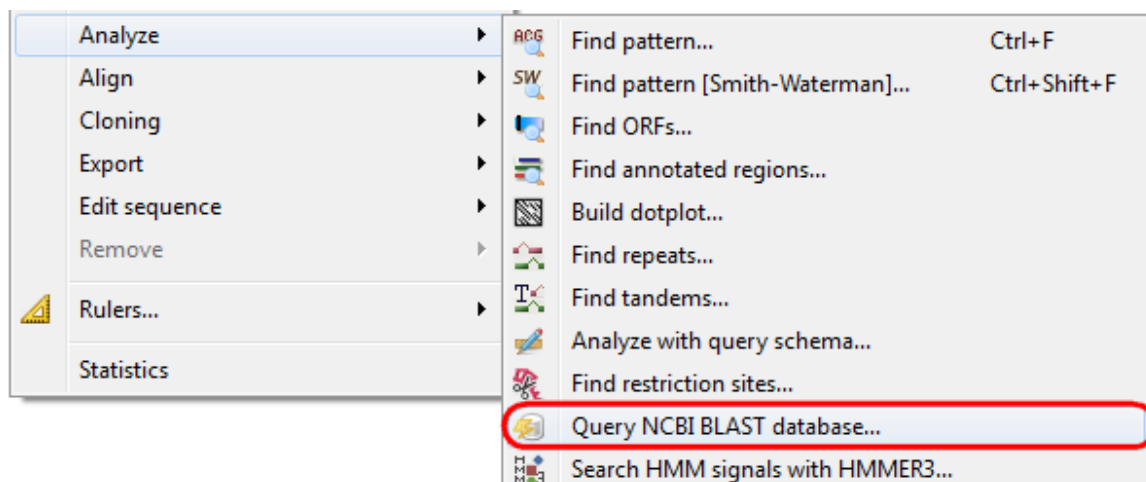 Analyze
Align
Cloning
Export
Edit sequence
Remove
Rulers...
Statistics
ACG Find pattern... Ctrl+F
SW Find pattern [Smith-Waterman]... Ctrl+Shift+F
Find ORFs...
Find annotated regions...
Build dotplot...
Find repeats...
T Find tandems...
Analyze with query schema...
Find restriction sites...
Query NCBI BLAST database...
Search HMM signals with HMMER3...